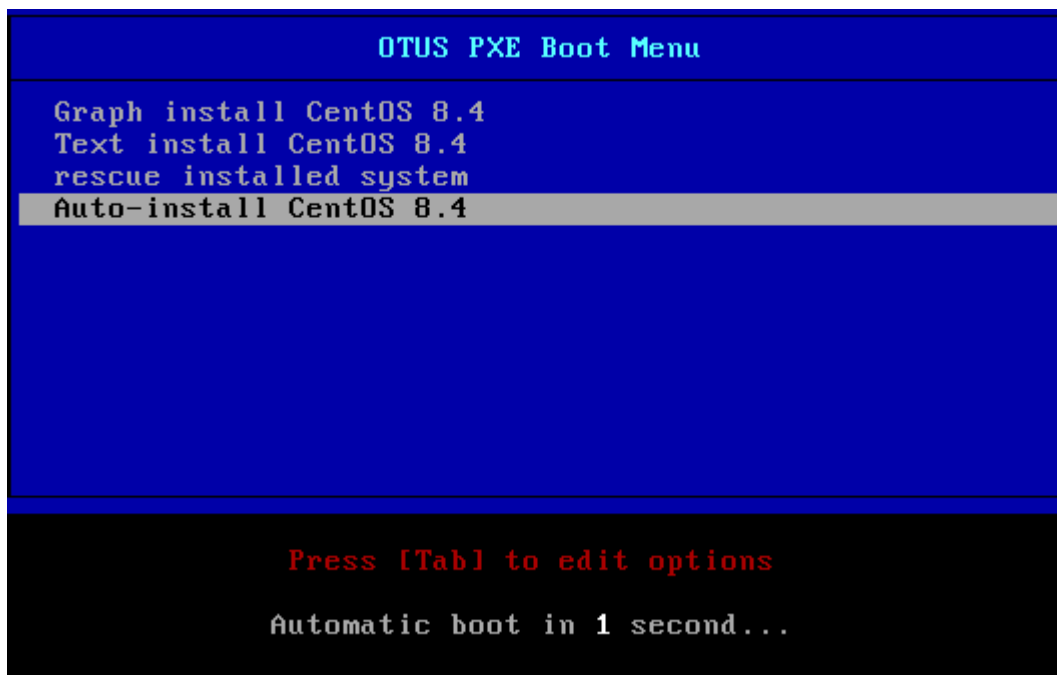 OTUS PXE Boot Menu
Graph install CentOS 8.4
Text install CentOS 8.4
rescue installed system
Auto-install CentOS 8.4
Press [Tab] to edit options
Automatic boot in 1 second...